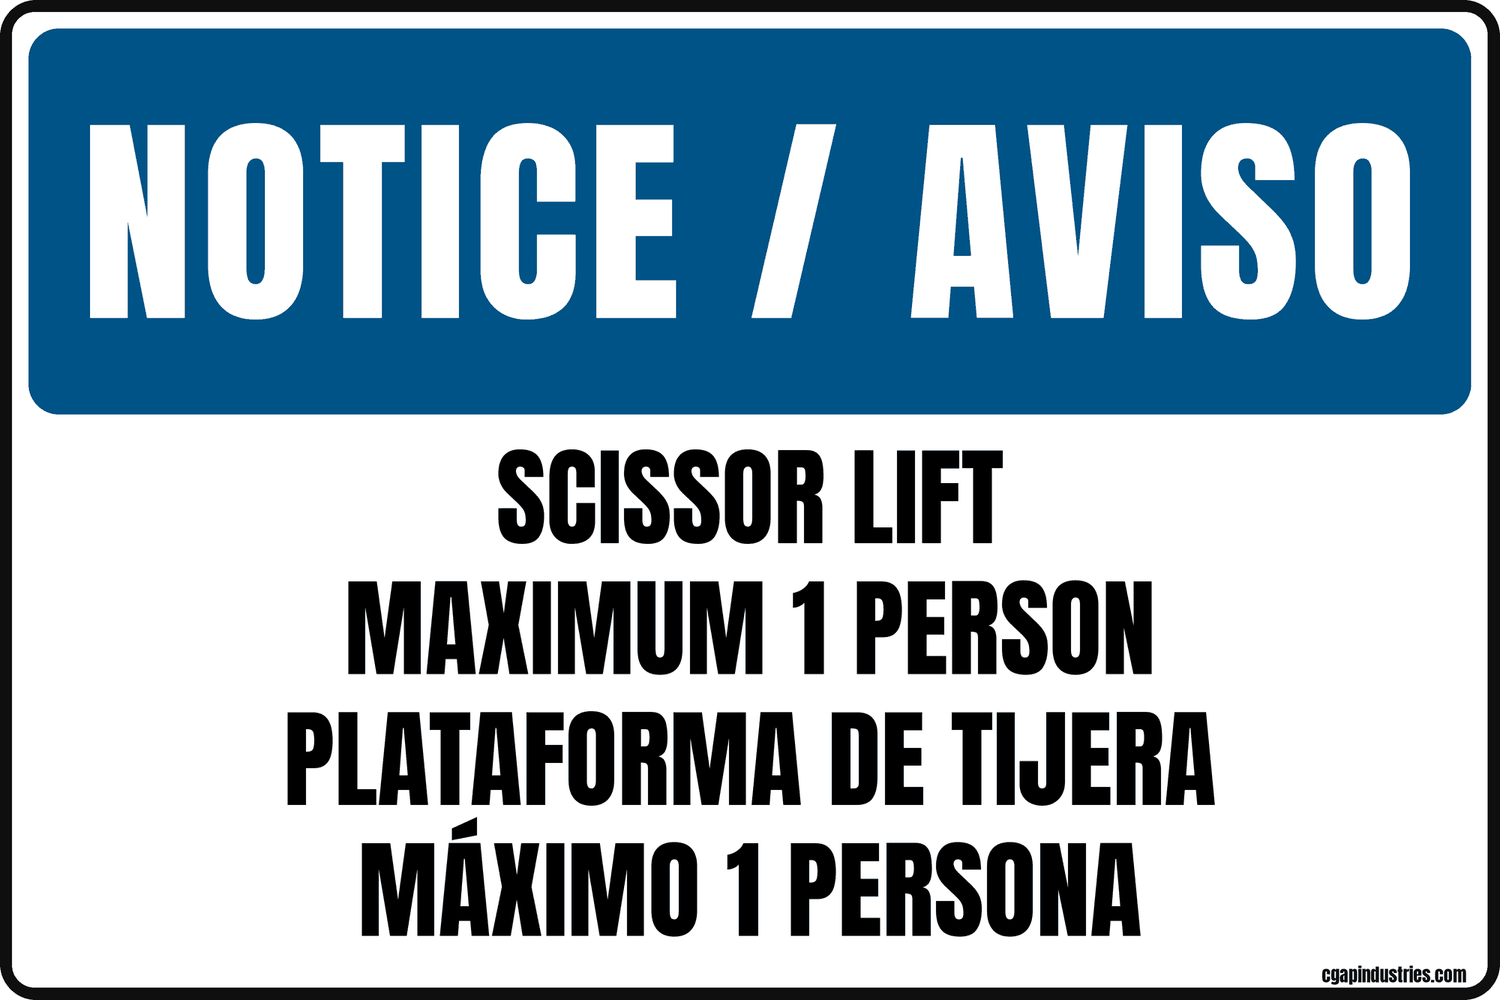 NOTICE / AVISO
SCISSOR LIFT
MAXIMUM 1 PERSON
PLATAFORMA DE TIJERA
MÁXIMO 1 PERSONA
cgapindustries.com